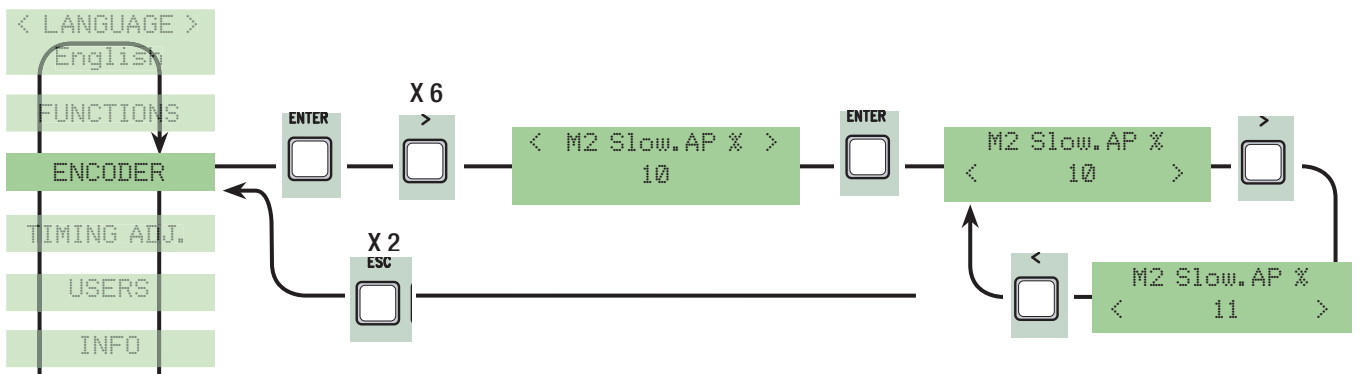 < LANGUAGE >
English
FUNCTIONS
ENCODER
TIMING ADJ.
USERS
INFO
ENTER
X 6
>
< M2 Slow.AP % >
10
ENTER
M2 Slow.AP %
< 10 >
>
<
M2 Slow.AP %
< 11 >
X 2
ESC